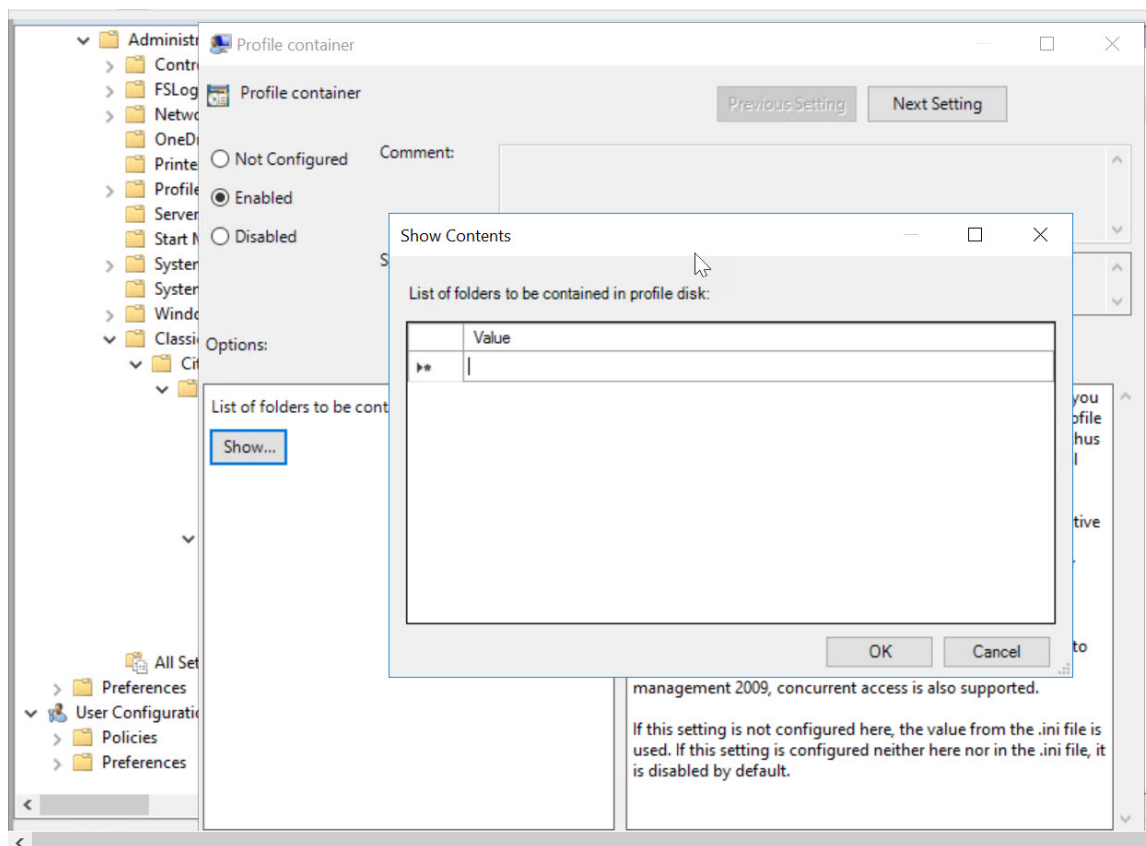 Administr
Profile container
Contro
FSLog
Profile container
Previous Setting
Next Setting
Netwo
OneDr
Not Configured
Comment:
Printe
Profile
Enabled
Server
Start M
Disabled
Show Contents
System
System
List of folders to be contained in profile disk:
Windo
Classi
Options:
Value
Cit
List of folders to be cont
you
ofile
Show...
hus
tive
OK
Cancel
to
All Set
Preferences
management 2009, concurrent access is also supported.
User Configuratio
If this setting is not configured here, the value from the .ini file is
Policies
used. If this setting is configured neither here nor in the .ini file, it
Preferences
is disabled by default.